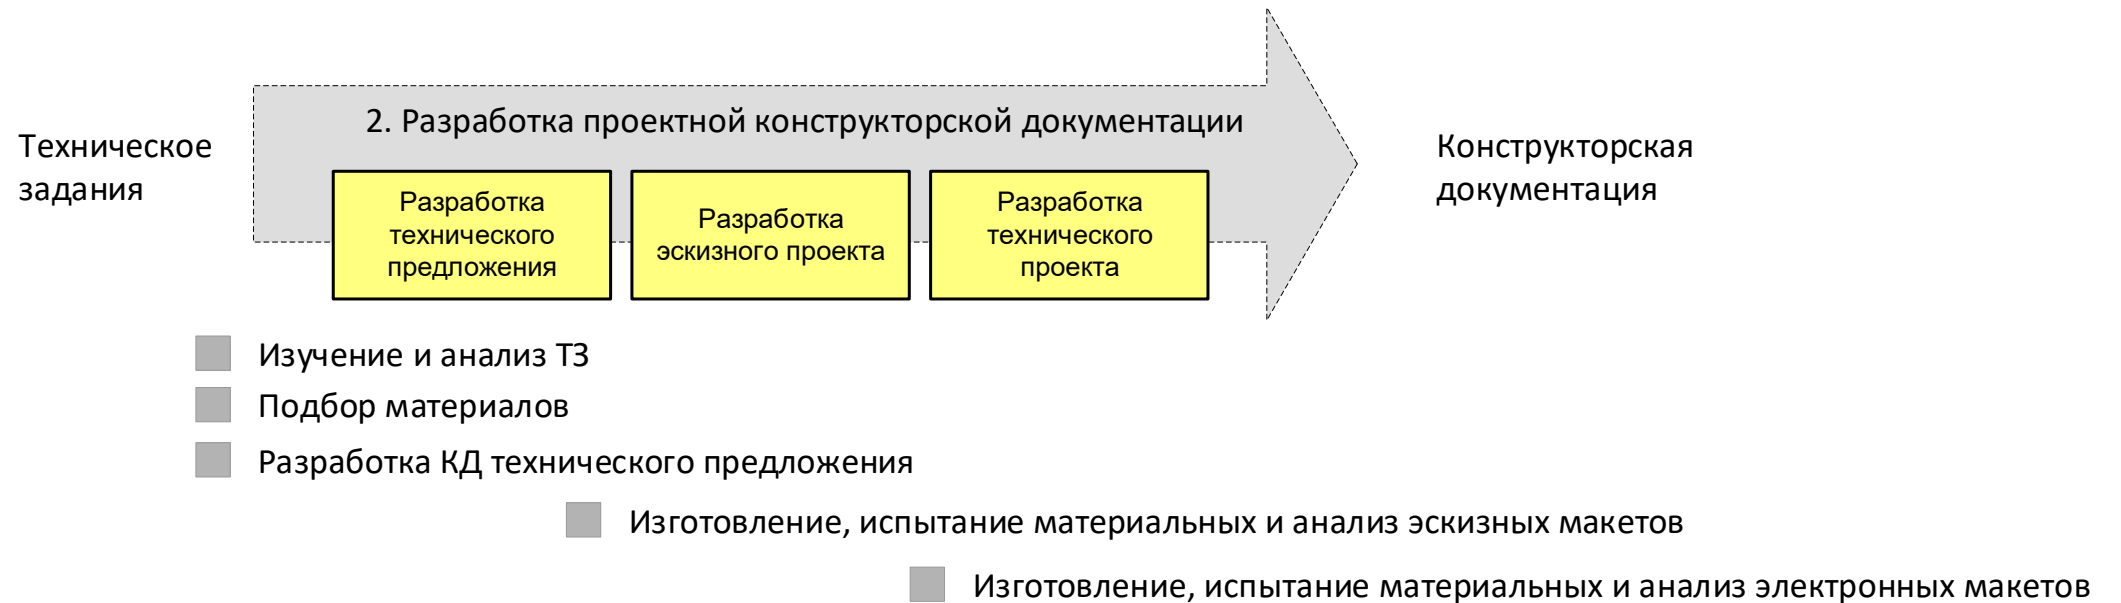 2. Разработка проектной конструкторской документации
Техническое
задания
Разработка
технического
предложения
Разработка
эскизного проекта
Разработка
технического
проекта
Конструкторская
документация
Изучение и анализ ТЗ
Подбор материалов
Разработка КД технического предложения
Изготовление, испытание материальных и анализ эскизных макетов
Изготовление, испытание материальных и анализ электронных макетов